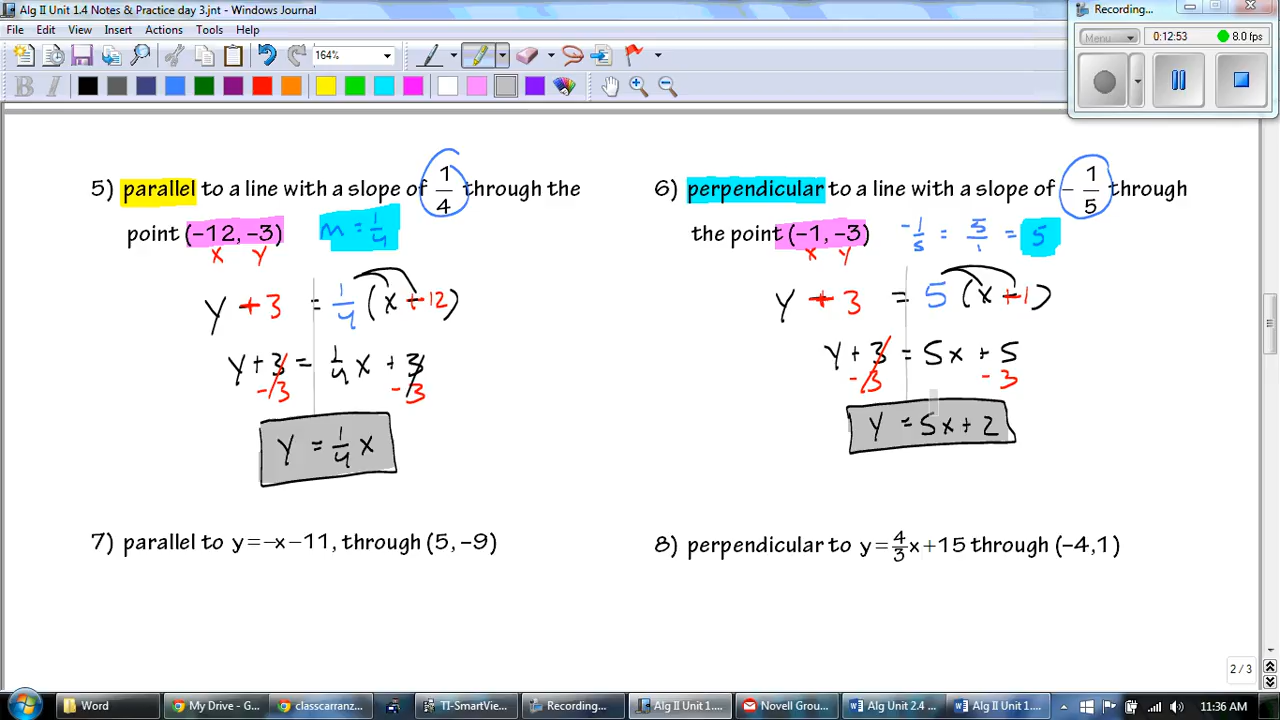 Alg II Unit 1.4 Notes & Practice day 3.jnt - Windows Journal
File Edit View Insert Actions Tools Help
164%
B I
Recording...
Menu
0:12:53 8.0 fps
5) parallel to a line with a slope of 1/4 through the
point (-12, -3) m = 1/4
x y
y + 3 = 1/4 (x + 12)
y + 3 = 1/4 x + 3
-3 -3
y = 1/4 x
6) perpendicular to a line with a slope of - 1/5 through
the point (-1, -3) -1/5 = 5/1 = 5
x y
y + 3 = 5 (x + 1)
y + 3 = 5x + 5
-3 -3
y = 5x + 2
7) parallel to y=-x-11, through (5, -9)
8) perpendicular to y=4/3x+15 through (-4,1)
2 / 3
Word
My Drive - G...
classcarranz...
TI-SmartVie...
Recording...
Alg II Unit 1....
Novell Grou...
Alg Unit 2.4 ...
Alg II Unit 1....
11:36 AM